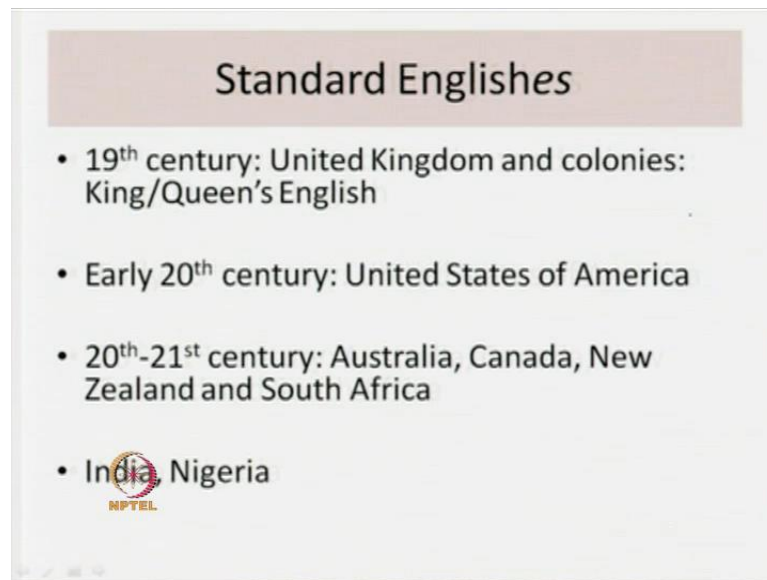 Standard Englishes
• 19th century: United Kingdom and colonies:
King/Queen's English
• Early 20th century: United States of America
• 20th-21st century: Australia, Canada, New
Zealand and South Africa
• India, Nigeria
NPTEL